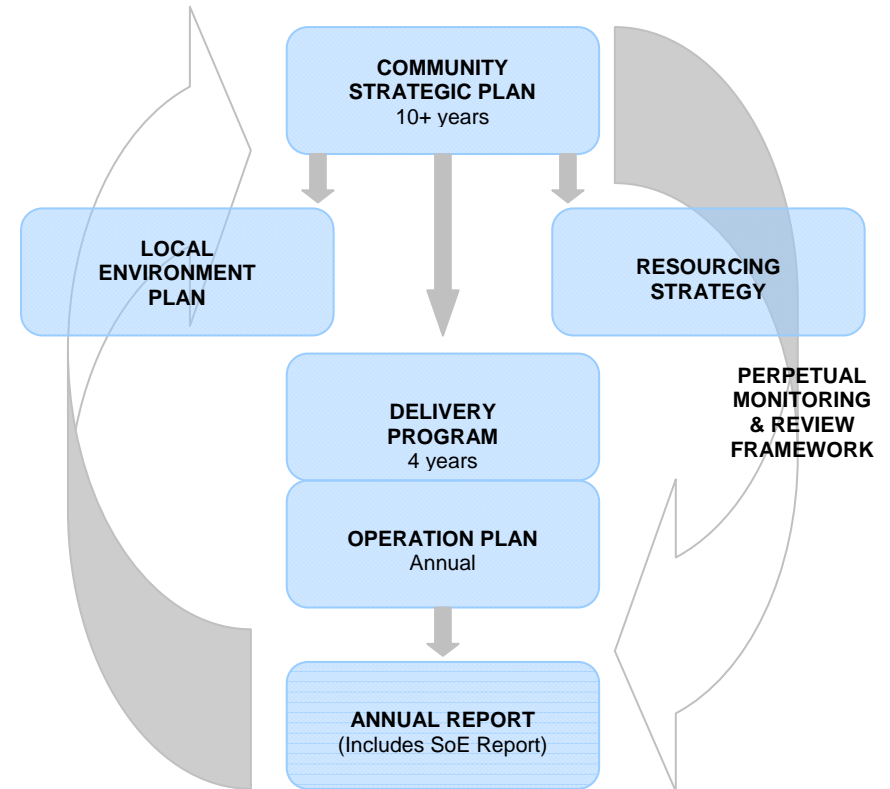 COMMUNITY
STRATEGIC PLAN
10+ years
LOCAL
ENVIRONMENT
PLAN
RESOURCING
STRATEGY
PERPETUAL
MONITORING
& REVIEW
FRAMEWORK
DELIVERY
PROGRAM
4 years
OPERATION PLAN
Annual
ANNUAL REPORT
(Includes SoE Report)